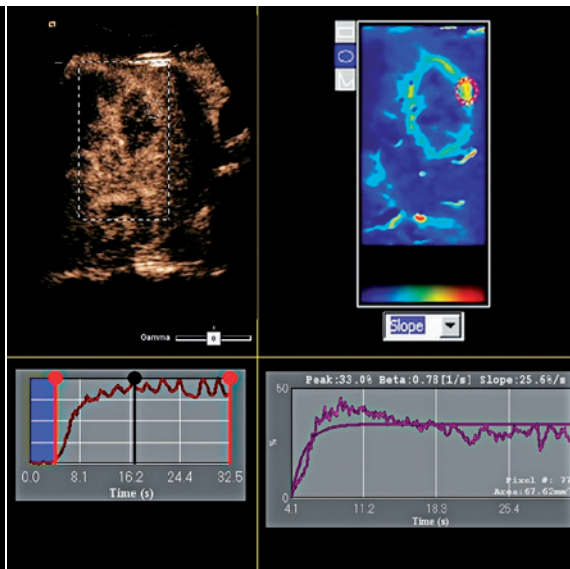 Gamma
Slope
0.0 8.1 16.2 24.4 32.5
Time (s)
Peak:33.0% Beta:0.78[1/s] Slope:25.6%/s
50
%
0
Pixel #: 77
Area:67.62mm²
4.1 11.2 18.3 25.4
Time (s)